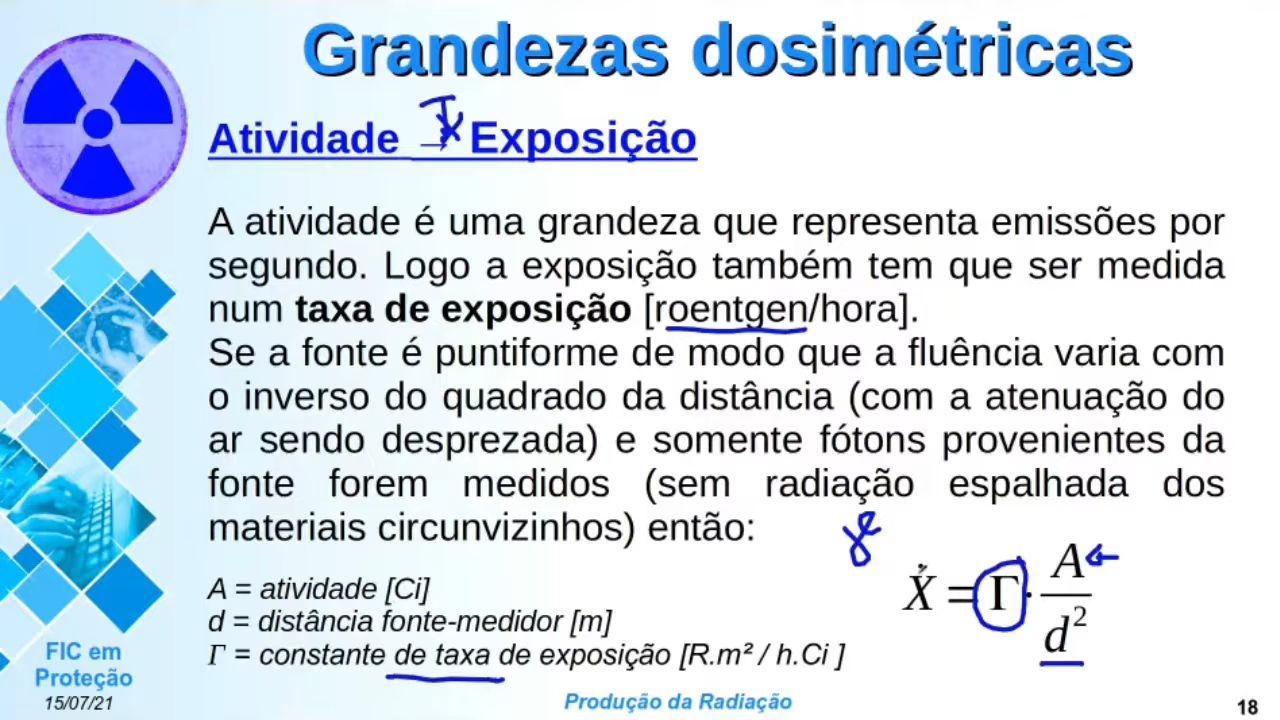 Grandezas dosimétricas
Atividade → Exposição
A atividade é uma grandeza que representa emissões por
segundo. Logo a exposição também tem que ser medida
num taxa de exposição [roentgen/hora].
Se a fonte é puntiforme de modo que a fluência varia com
o inverso do quadrado da distância (com a atenuação do
ar sendo desprezada) e somente fótons provenientes da
fonte forem medidos (sem radiação espalhada dos
materiais circunvizinhos) então:
Ẋ = Γ · A / d²
A = atividade [Ci]
d = distância fonte-medidor [m]
Γ = constante de taxa de exposição [R.m² / h.Ci ]
FIC em
Proteção
15/07/21
Produção da Radiação
18